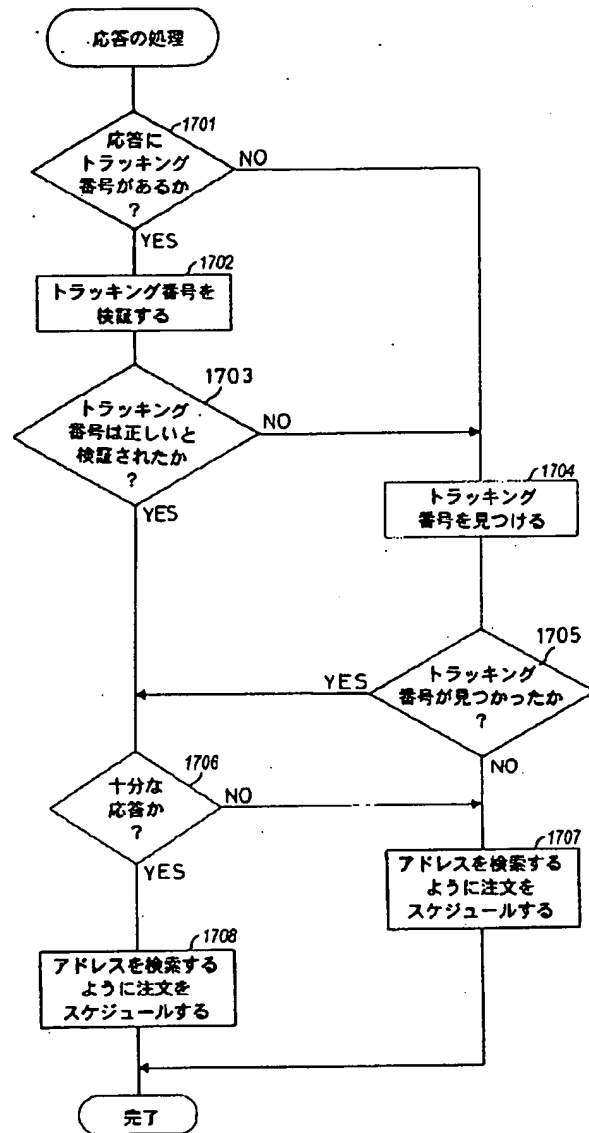 応答の処理
1701
応答に
トラッキング
番号があるか
?
NO
YES
1702
トラッキング番号を
検証する
1703
トラッキング
番号は正しいと
検証されたか
?
NO
YES
1704
トラッキング
番号を見つける
1705
トラッキング
番号が見つかったか
?
YES
NO
1706
十分な
応答か
?
NO
YES
1707
アドレスを検索する
ように注文を
スケジュールする
1708
アドレスを検索する
ように注文を
スケジュールする
完了